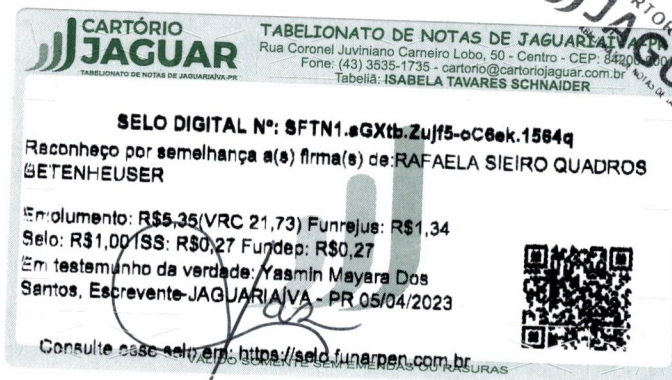 CARTÓRIO
JAGUAR
TABELIONATO DE NOTAS DE JAGUARIAÍVA-PR
TABELIONATO DE NOTAS DE JAGUARIAÍVA-PR
Rua Coronel Juviniano Carneiro Lobo, 50 - Centro - CEP: 84200-000
Fone: (43) 3535-1735 - cartorio@cartoriojaguar.com.br
Tabeliã: ISABELA TAVARES SCHNAIDER
SELO DIGITAL Nº: SFTN1.sGXtb.Zujf5-oC6ek.1564q
Reconheço por semelhança a(s) firma(s) de:RAFAELA SIEIRO QUADROS
GETENHEUSER
Emolumento: R$5,35(VRC 21,73) Funrejus: R$1,34
Selo: R$1,00 ISS: R$0,27 Fundep: R$0,27
Em testemunho da verdade: Yasmin Mayara Dos
Santos, Escrevente-JAGUARIAÍVA - PR 05/04/2023
Consulte esse selo em: https://selo.funarpen.com.br
VÁLIDO SOMENTE SEM EMENDAS OU RASURAS